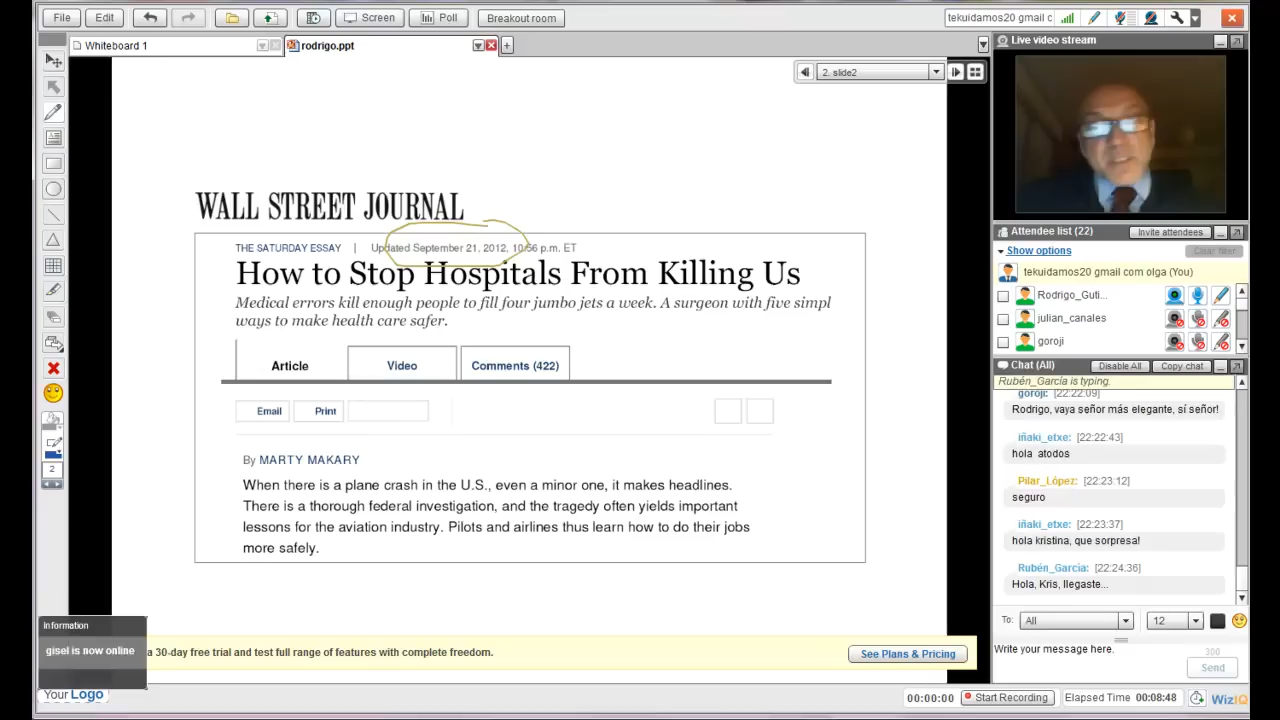 File Edit Screen Poll Breakout room tekuidamos20 gmail c
Whiteboard 1 rodrigo.ppt
2. slide2
WALL STREET JOURNAL
THE SATURDAY ESSAY | Updated September 21, 2012, 10:56 p.m. ET
How to Stop Hospitals From Killing Us
Medical errors kill enough people to fill four jumbo jets a week. A surgeon with five simpl
ways to make health care safer.
Article Video Comments (422)
Email Print
By MARTY MAKARY
When there is a plane crash in the U.S., even a minor one, it makes headlines.
There is a thorough federal investigation, and the tragedy often yields important
lessons for the aviation industry. Pilots and airlines thus learn how to do their jobs
more safely.
Information
gisel is now online
a 30-day free trial and test full range of features with complete freedom.
See Plans & Pricing
Your Logo
Live video stream
Attendee list (22) Invite attendees
Show options Clear
tekuidamos20 gmail com olga (You)
Rodrigo_Guti...
julian_canales
goroji
Chat (All) Disable All Copy chat
Rubén_García is typing.
goroji: [22:22:09]
Rodrigo, vaya señor más elegante, sí señor!
iñaki_etxe: [22:22:43]
hola atodos
Pilar_López: [22:23:12]
seguro
iñaki_etxe: [22:23:37]
hola kristina, que sorpresa!
Rubén_García: [22:24:36]
Hola, Kris, llegaste...
To: All 12
Write your message here.
300
Send
00:00:00 Start Recording Elapsed Time 00:08:48 WizIQ
2